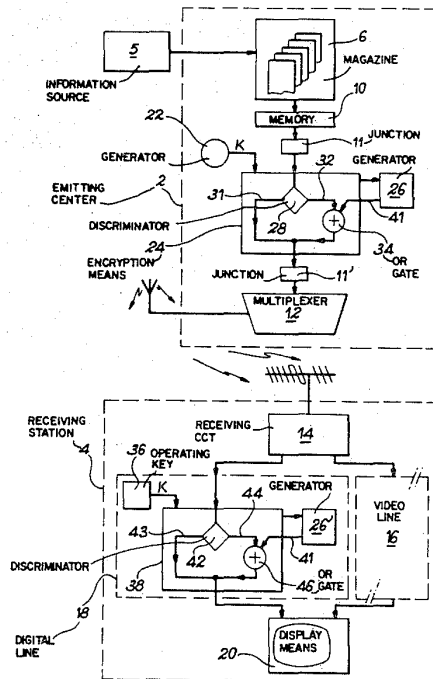 5
INFORMATION
SOURCE
6
MAGAZINE
10
MEMORY
11
JUNCTION
22
GENERATOR
K
GENERATOR
26
EMITTING
CENTER
2
31
32
41
DISCRIMINATOR
28
24
34
OR
GATE
ENCRYPTION
MEANS
JUNCTION
11'
MULTIPLEXER
12
RECEIVING
STATION
4
RECEIVING
CCT
14
36
OPERATING
KEY
K
GENERATOR
26'
VIDEO
LINE
16
43
44
42
41
DISCRIMINATOR
38
46
OR
GATE
18
DIGITAL
LINE
DISPLAY
MEANS
20